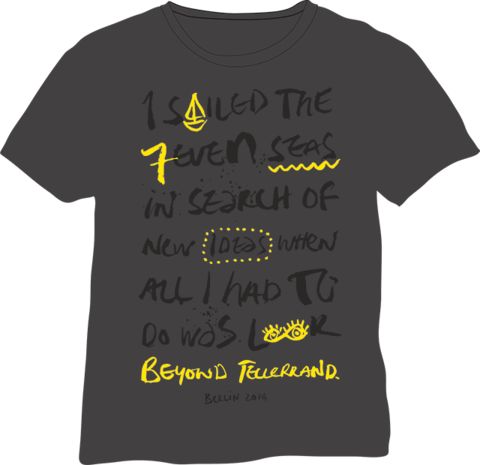 I SAILED THE
7EVEN SEAS
IN SEARCH OF
NEW IDEAS WHEN
ALL I HAD TO
DO WAS LOOK
BEYOND TELLERRAND.
BERLIN 2014